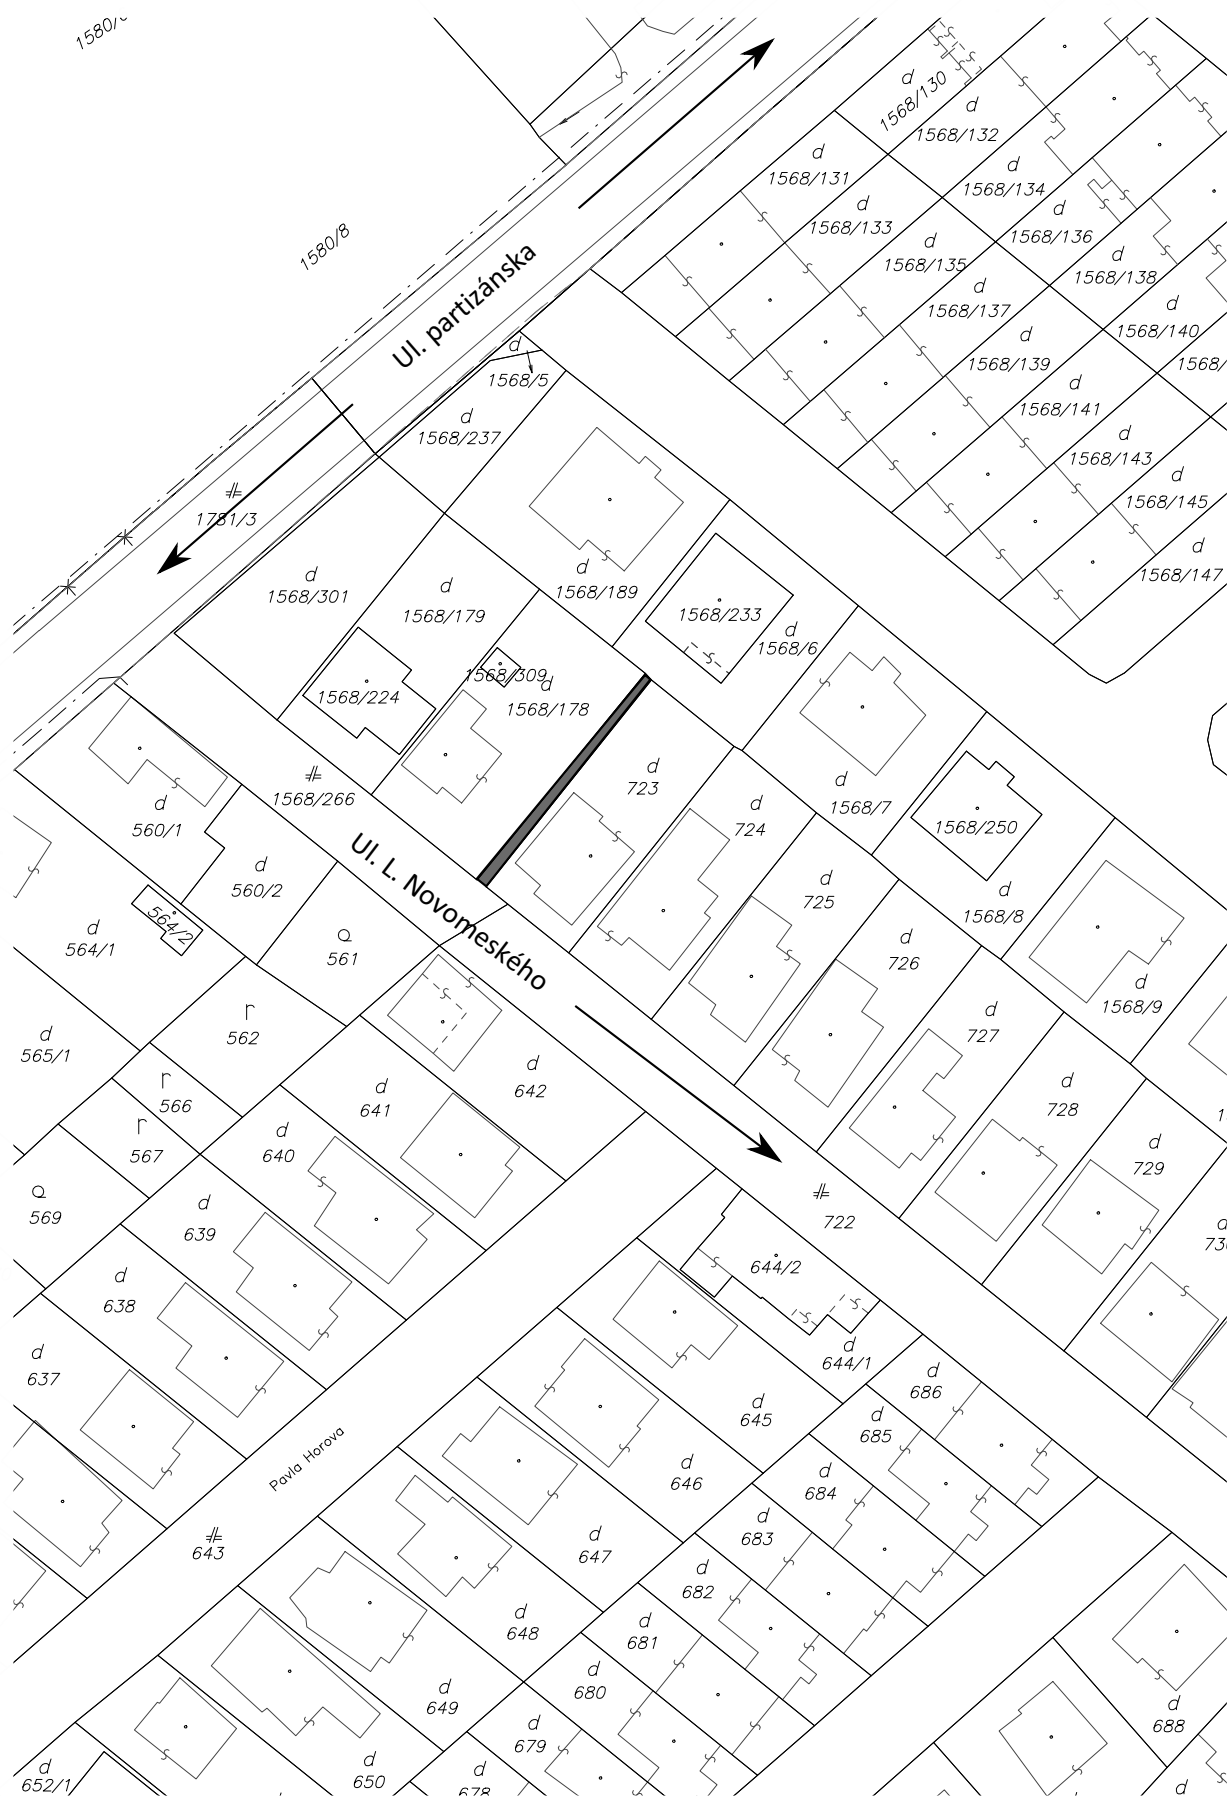 d
1568/130
d
1568/132
d
1568/131
d
1568/134
d
1568/133
d
1568/136
1580/8
d
1568/135
d
1568/138
Ul. partizánska
d
1568/137
d
1568/140
d
1568/5
d
1568/139
d
1568/237
d
1568/141
d
1568/143
1781/3
d
1568/145
d
1568/147
d
1568/301
d
1568/179
d
1568/189
1568/233
d
1568/6
1568/309
1568/224
d
1568/178
d
723
1568/266
d
1568/7
d
560/1
d
724
1568/250
Ul. L. Novomeského
d
560/2
d
725
d
1568/8
564/2
d
564/1
561
d
726
d
1568/9
d
565/1
r
562
d
727
d
642
r
566
d
641
d
728
r
567
d
640
d
729
569
d
639
722
d
638
644/2
d
637
d
644/1
d
686
d
645
d
685
Pavla Horova
d
646
d
684
643
d
647
d
683
d
682
d
648
d
681
d
649
d
680
d
688
d
679
d
650
d
652/1
d
678
d